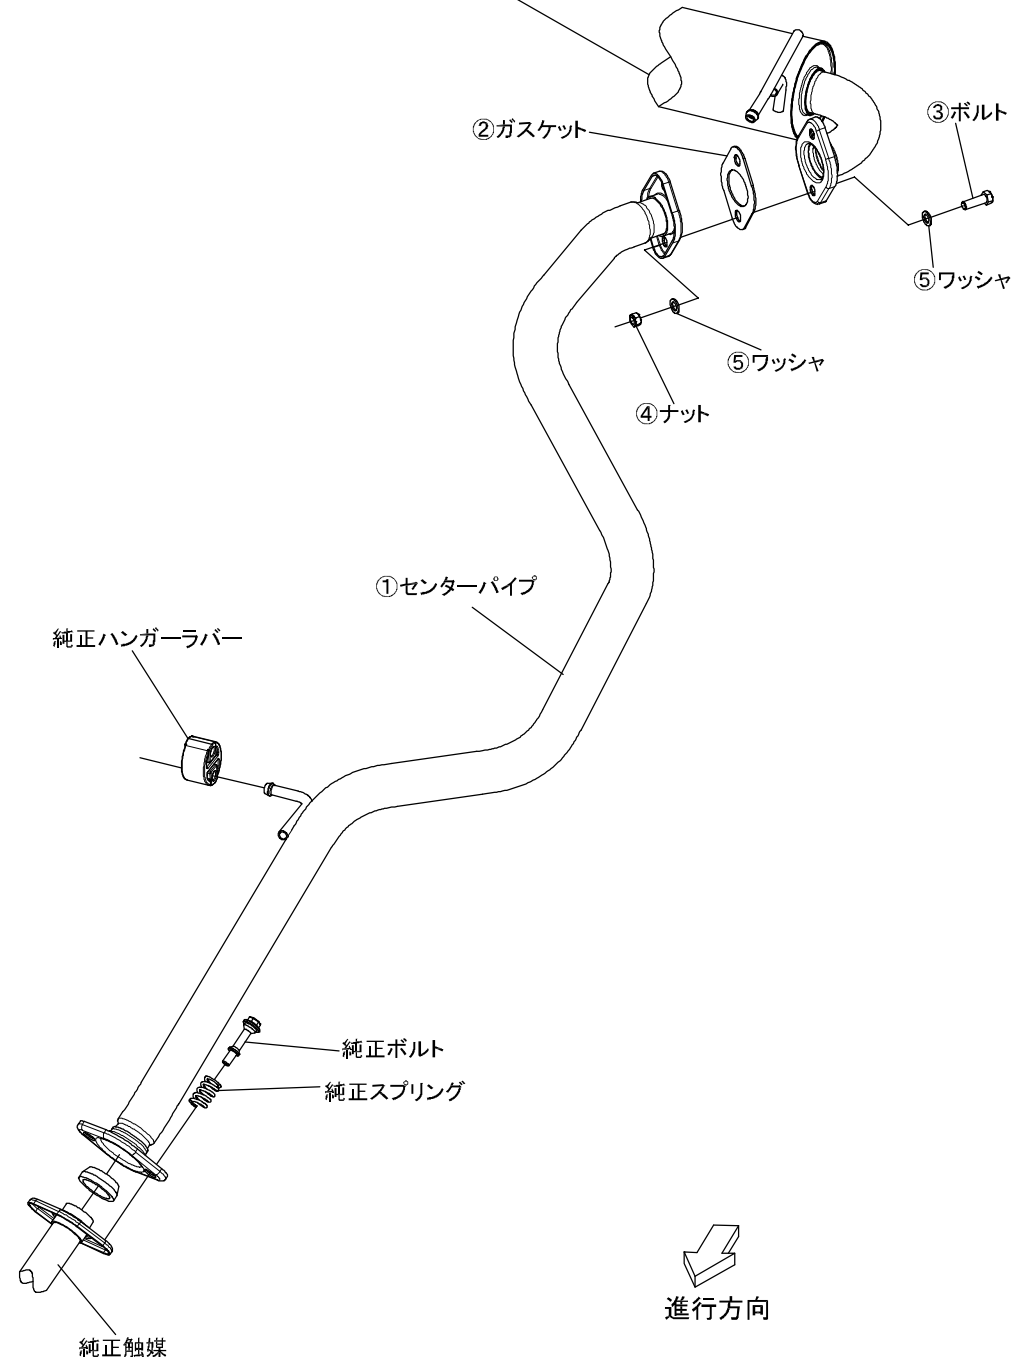 ③ボルト
②ガスケット
⑤ワッシャ
⑤ワッシャ
④ナット
①センターパイプ
純正ハンガーラバー
純正ボルト
純正スプリング
進行方向
純正触媒